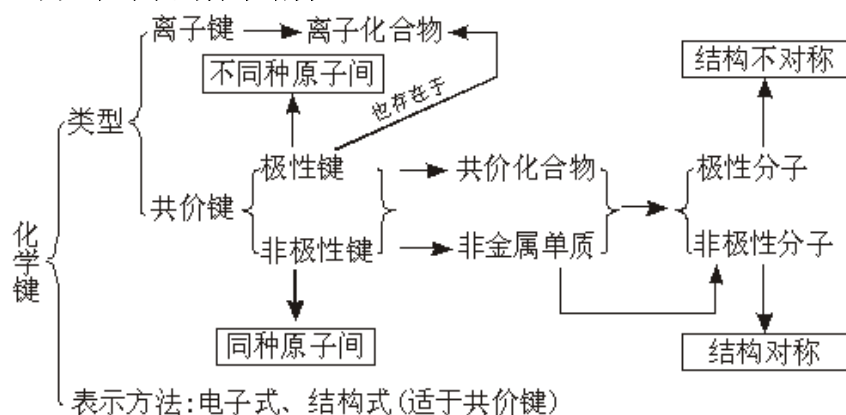 离子键
离子化合物
不同种原子间
结构不对称
也存在于
类型
极性键
共价化合物
极性分子
共价键
化学键
非极性键
非金属单质
非极性分子
同种原子间
结构对称
表示方法:电子式、结构式(适于共价键)